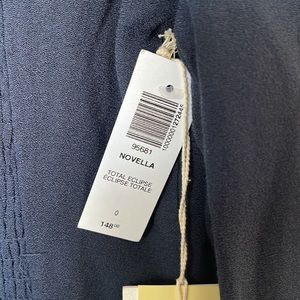 95681
NOVELLA
TOTAL ECLIPSE
ECLIPSE TOTALE
0
148.00